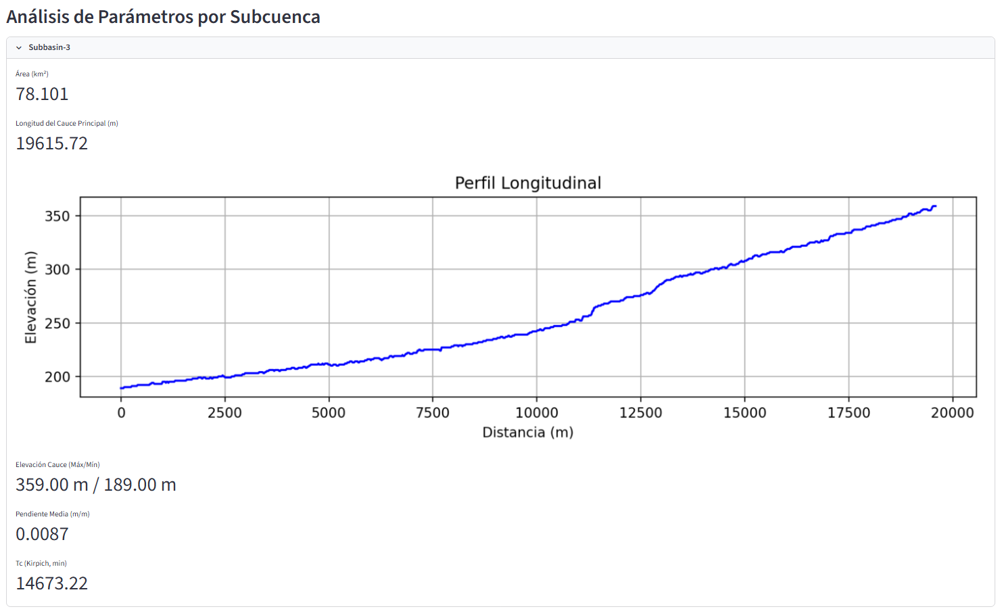 Análisis de Parámetros por Subcuenca
Subbasin-3
Área (km²)
78.101
Longitud del Cauce Principal (m)
19615.72
Perfil Longitudinal
Elevación (m)
350
300
250
200
0 2500 5000 7500 10000 12500 15000 17500 20000
Distancia (m)
Elevación Cauce (Máx/Mín)
359.00 m / 189.00 m
Pendiente Media (m/m)
0.0087
Tc (Kirpich, min)
14673.22